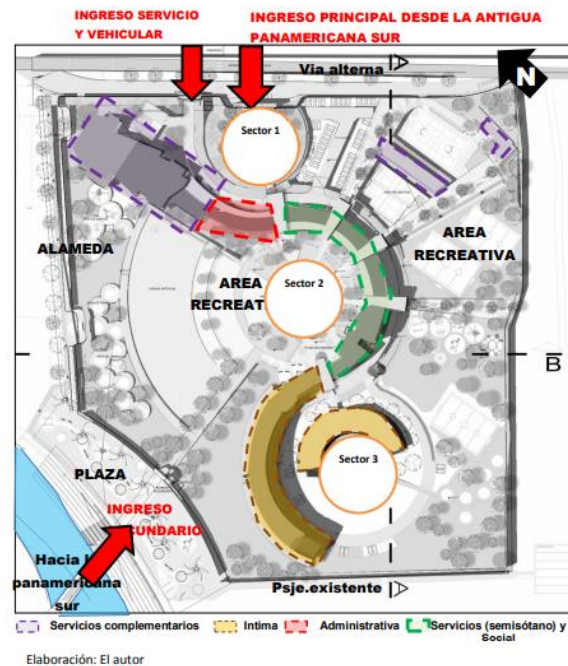 INGRESO SERVICIO
Y VEHICULAR
INGRESO PRINCIPAL DESDE LA ANTIGUA
PANAMERICANA SUR
Via alterna
A
N
Sector 1
ALAMEDA
AREA
RECREAT
Sector 2
AREA
RECREATIVA
B
Sector 3
PLAZA
INGRESO
CUNDARIO
Hacia l
panamericana
sur
Psje.existente
A
Servicios complementarios
Intima
Administrativa
Servicios (semisótano) y
Social
Elaboración: El autor